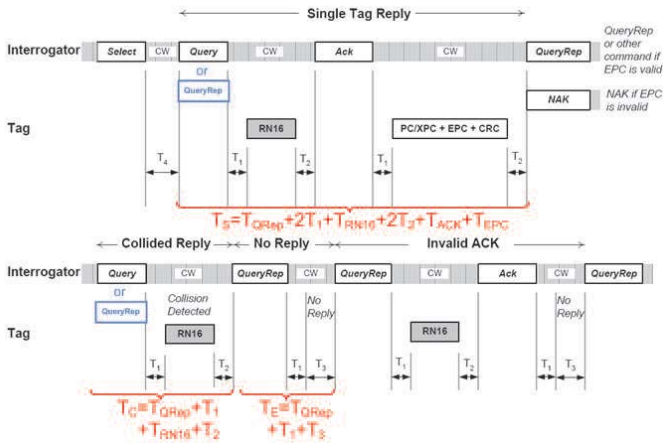 Single Tag Reply
Interrogator Select CW Query CW Ack CW QueryRep
QueryRep
or other
command if
EPC is valid
or
QueryRep
NAK
NAK if EPC
is invalid
Tag
RN16
PC/XPC + EPC + CRC
T4 T1 T2 T1 T2
TS=TQRep+2T1+TRN16+2T2+TACK+TEPC
Collided Reply No Reply Invalid ACK
Interrogator Query CW QueryRep CW QueryRep CW Ack CW QueryRep
or
QueryRep
Collision
Detected
No
Reply
No
Reply
Tag
RN16
RN16
T1 T2 T1 T3 T1 T2 T1 T3
TC=TQRep+T1
+TRN16+T2
TE=TQRep
+T1+T3